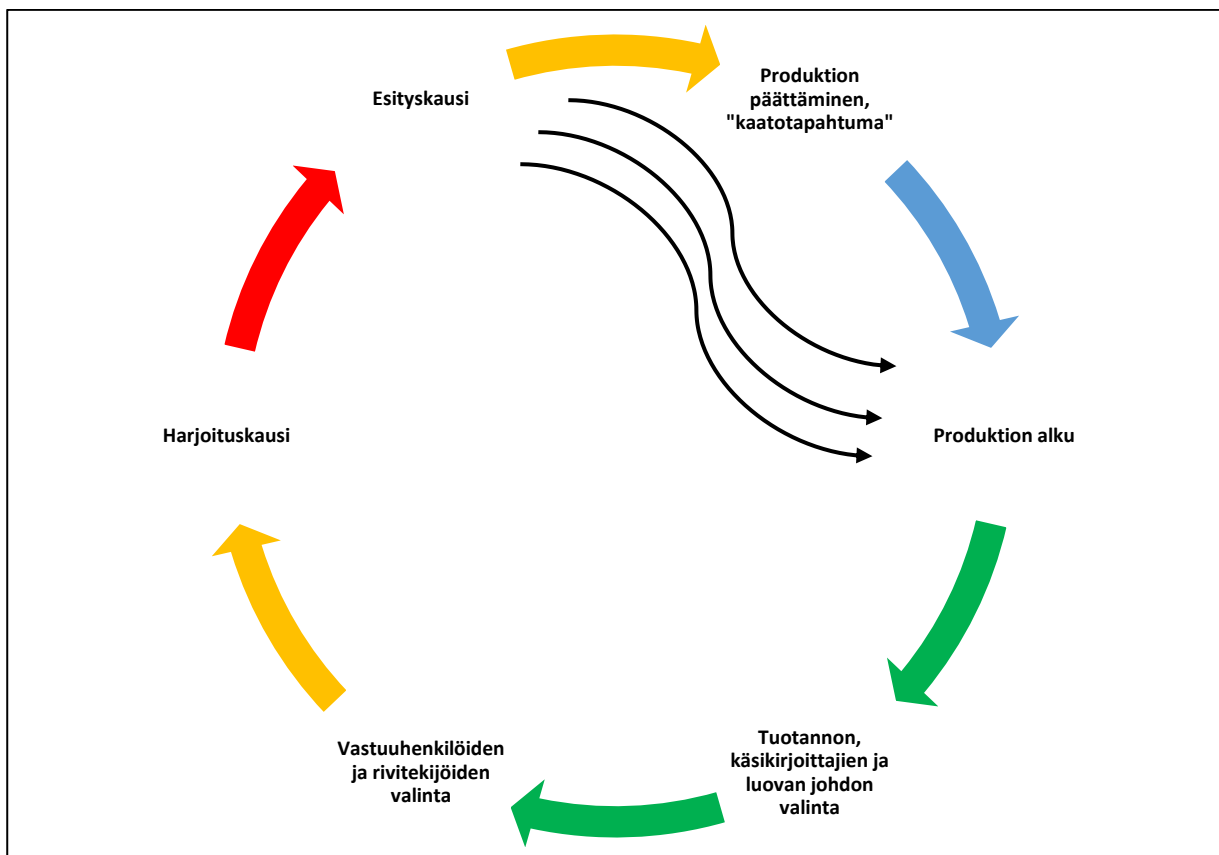 Esityskausi
Produktion
päättäminen,
"kaatotapahtuma"
Produktion alku
Tuotannon,
käsikirjoittajien ja
luovan johdon
valinta
Vastuuhenkilöiden
ja rivitekijöiden
valinta
Harjoituskausi